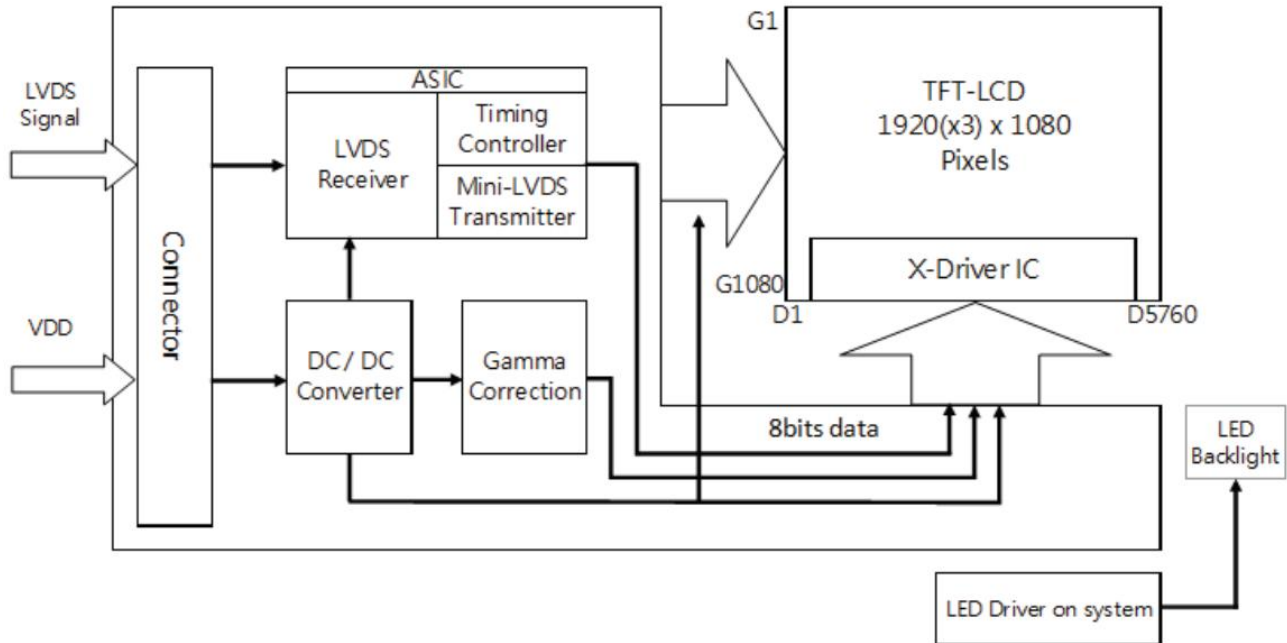 LVDS
Signal
VDD
Connector
ASIC
LVDS
Receiver
Timing
Controller
Mini-LVDS
Transmitter
DC / DC
Converter
Gamma
Correction
8bits data
G1
TFT-LCD
1920(x3) x 1080
Pixels
X-Driver IC
G1080
D1
D5760
LED
Backlight
LED Driver on system